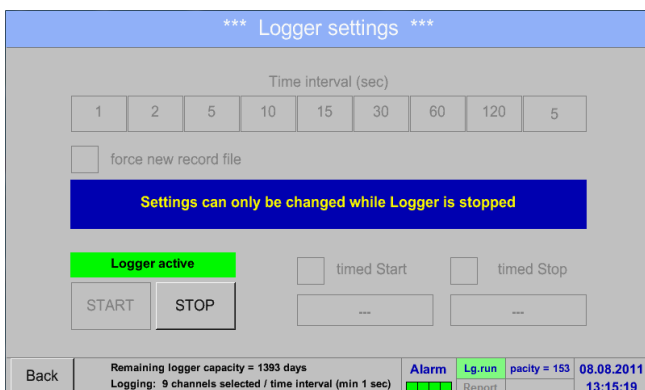 *** Logger settings ***
Time interval (sec)
1 2 5 10 15 30 60 120 5
force new record file
Settings can only be changed while Logger is stopped
Logger active
timed Start timed Stop
START STOP
--- ---
Back
Remaining logger capacity = 1393 days
Logging: 9 channels selected / time interval (min 1 sec)
Alarm
Lg.run
Report
pacity = 153
08.08.2011
13:15:19